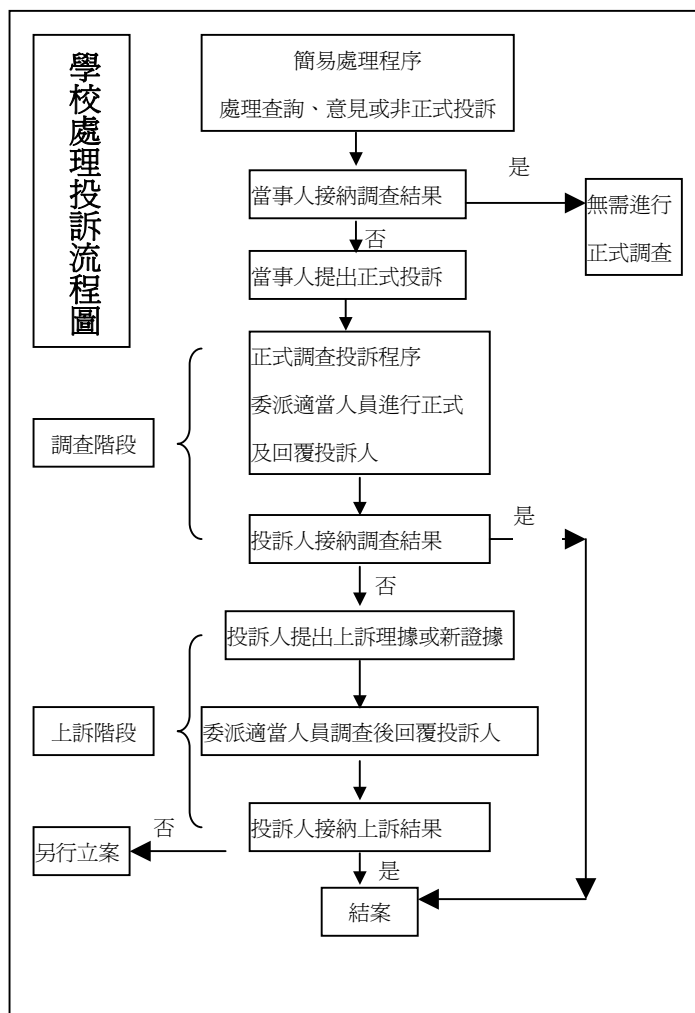 學校處理投訴流程圖
簡易處理程序
處理查詢、意見或非正式投訴
是
當事人接納調查結果
無需進行
正式調查
否
當事人提出正式投訴
正式調查投訴程序
委派適當人員進行正式
及回覆投訴人
調查階段
是
投訴人接納調查結果
否
投訴人提出上訴理據或新證據
上訴階段
委派適當人員調查後回覆投訴人
投訴人接納上訴結果
否
另行立案
是
結案